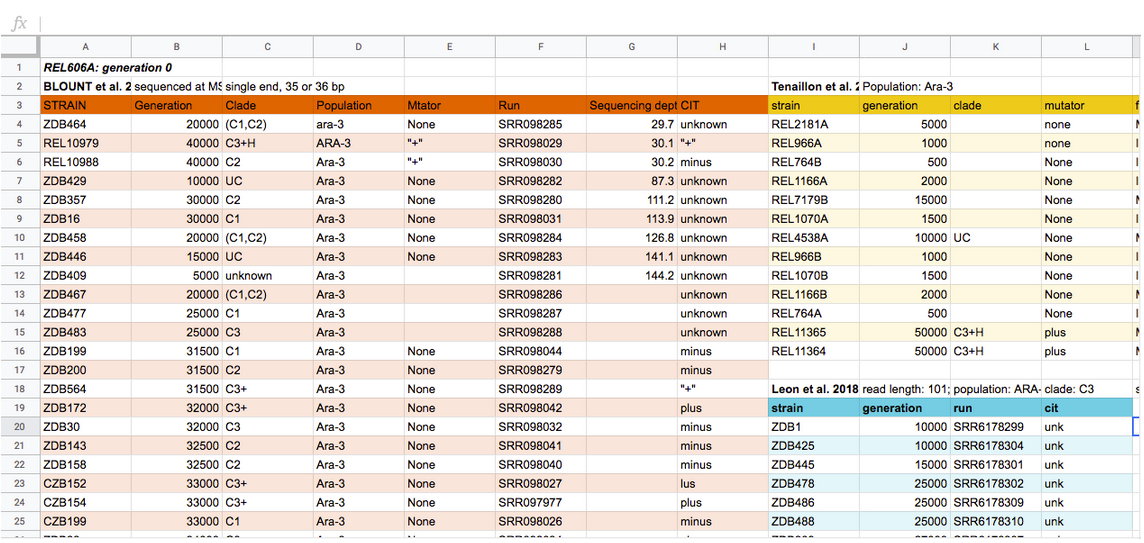 fx
A B C D E F G H I J K L
1 REL606A: generation 0
2 BLOUNT et al. 2 sequenced at MS single end, 35 or 36 bp Tenaillon et al. 2 Population: Ara-3
3 STRAIN Generation Clade Population Mtator Run Sequencing dept CIT strain generation clade mutator f
4 ZDB464 20000 (C1,C2) ara-3 None SRR098285 29.7 unknown REL2181A 5000 none
5 REL10979 40000 C3+H ARA-3 "+" SRR098029 30.1 "+" REL966A 1000 none
6 REL10988 40000 C2 Ara-3 "+" SRR098030 30.2 minus REL764B 500 None
7 ZDB429 10000 UC Ara-3 None SRR098282 87.3 unknown REL1166A 2000 None
8 ZDB357 30000 C2 Ara-3 None SRR098280 111.2 unknown REL7179B 15000 None
9 ZDB16 30000 C1 Ara-3 None SRR098031 113.9 unknown REL1070A 1500 None
10 ZDB458 20000 (C1,C2) Ara-3 None SRR098284 126.8 unknown REL4538A 10000 UC None
11 ZDB446 15000 UC Ara-3 None SRR098283 141.1 unknown REL966B 1000 None
12 ZDB409 5000 unknown Ara-3 SRR098281 144.2 unknown REL1070B 1500 None
13 ZDB467 20000 (C1,C2) Ara-3 SRR098286 unknown REL1166B 2000 None
14 ZDB477 25000 C1 Ara-3 SRR098287 unknown REL764A 500 None
15 ZDB483 25000 C3 Ara-3 SRR098288 unknown REL11365 50000 C3+H plus
16 ZDB199 31500 C1 Ara-3 None SRR098044 minus REL11364 50000 C3+H plus
17 ZDB200 31500 C2 Ara-3 None SRR098279 minus
18 ZDB564 31500 C3+ Ara-3 None SRR098289 "+" Leon et al. 2018 read length: 101; population: ARA- clade: C3 s
19 ZDB172 32000 C3+ Ara-3 None SRR098042 plus strain generation run cit
20 ZDB30 32000 C3 Ara-3 None SRR098032 minus ZDB1 10000 SRR6178299 unk
21 ZDB143 32500 C2 Ara-3 None SRR098041 minus ZDB425 10000 SRR6178304 unk
22 ZDB158 32500 C2 Ara-3 None SRR098040 minus ZDB445 15000 SRR6178301 unk
23 CZB152 33000 C3+ Ara-3 None SRR098027 lus ZDB478 25000 SRR6178302 unk
24 CZB154 33000 C3+ Ara-3 None SRR097977 plus ZDB486 25000 SRR6178309 unk
25 CZB199 33000 C1 Ara-3 None SRR098026 minus ZDB488 25000 SRR6178310 unk